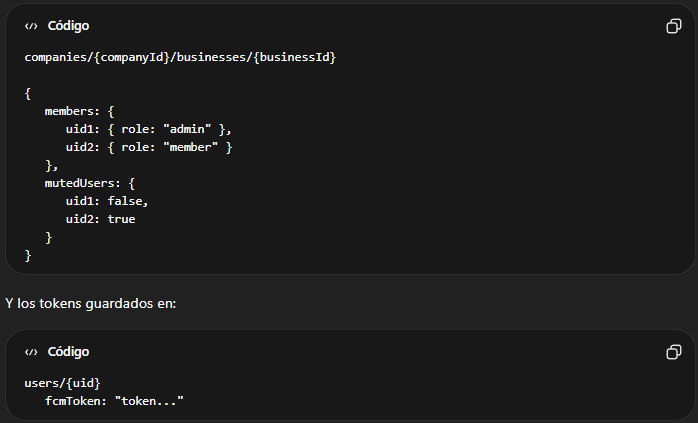 Código
companies/{companyId}/businesses/{businessId}
{
   members: {
      uid1: { role: "admin" },
      uid2: { role: "member" }
   },
   mutedUsers: {
      uid1: false,
      uid2: true
   }
}
Y los tokens guardados en:
Código
users/{uid}
   fcmToken: "token..."